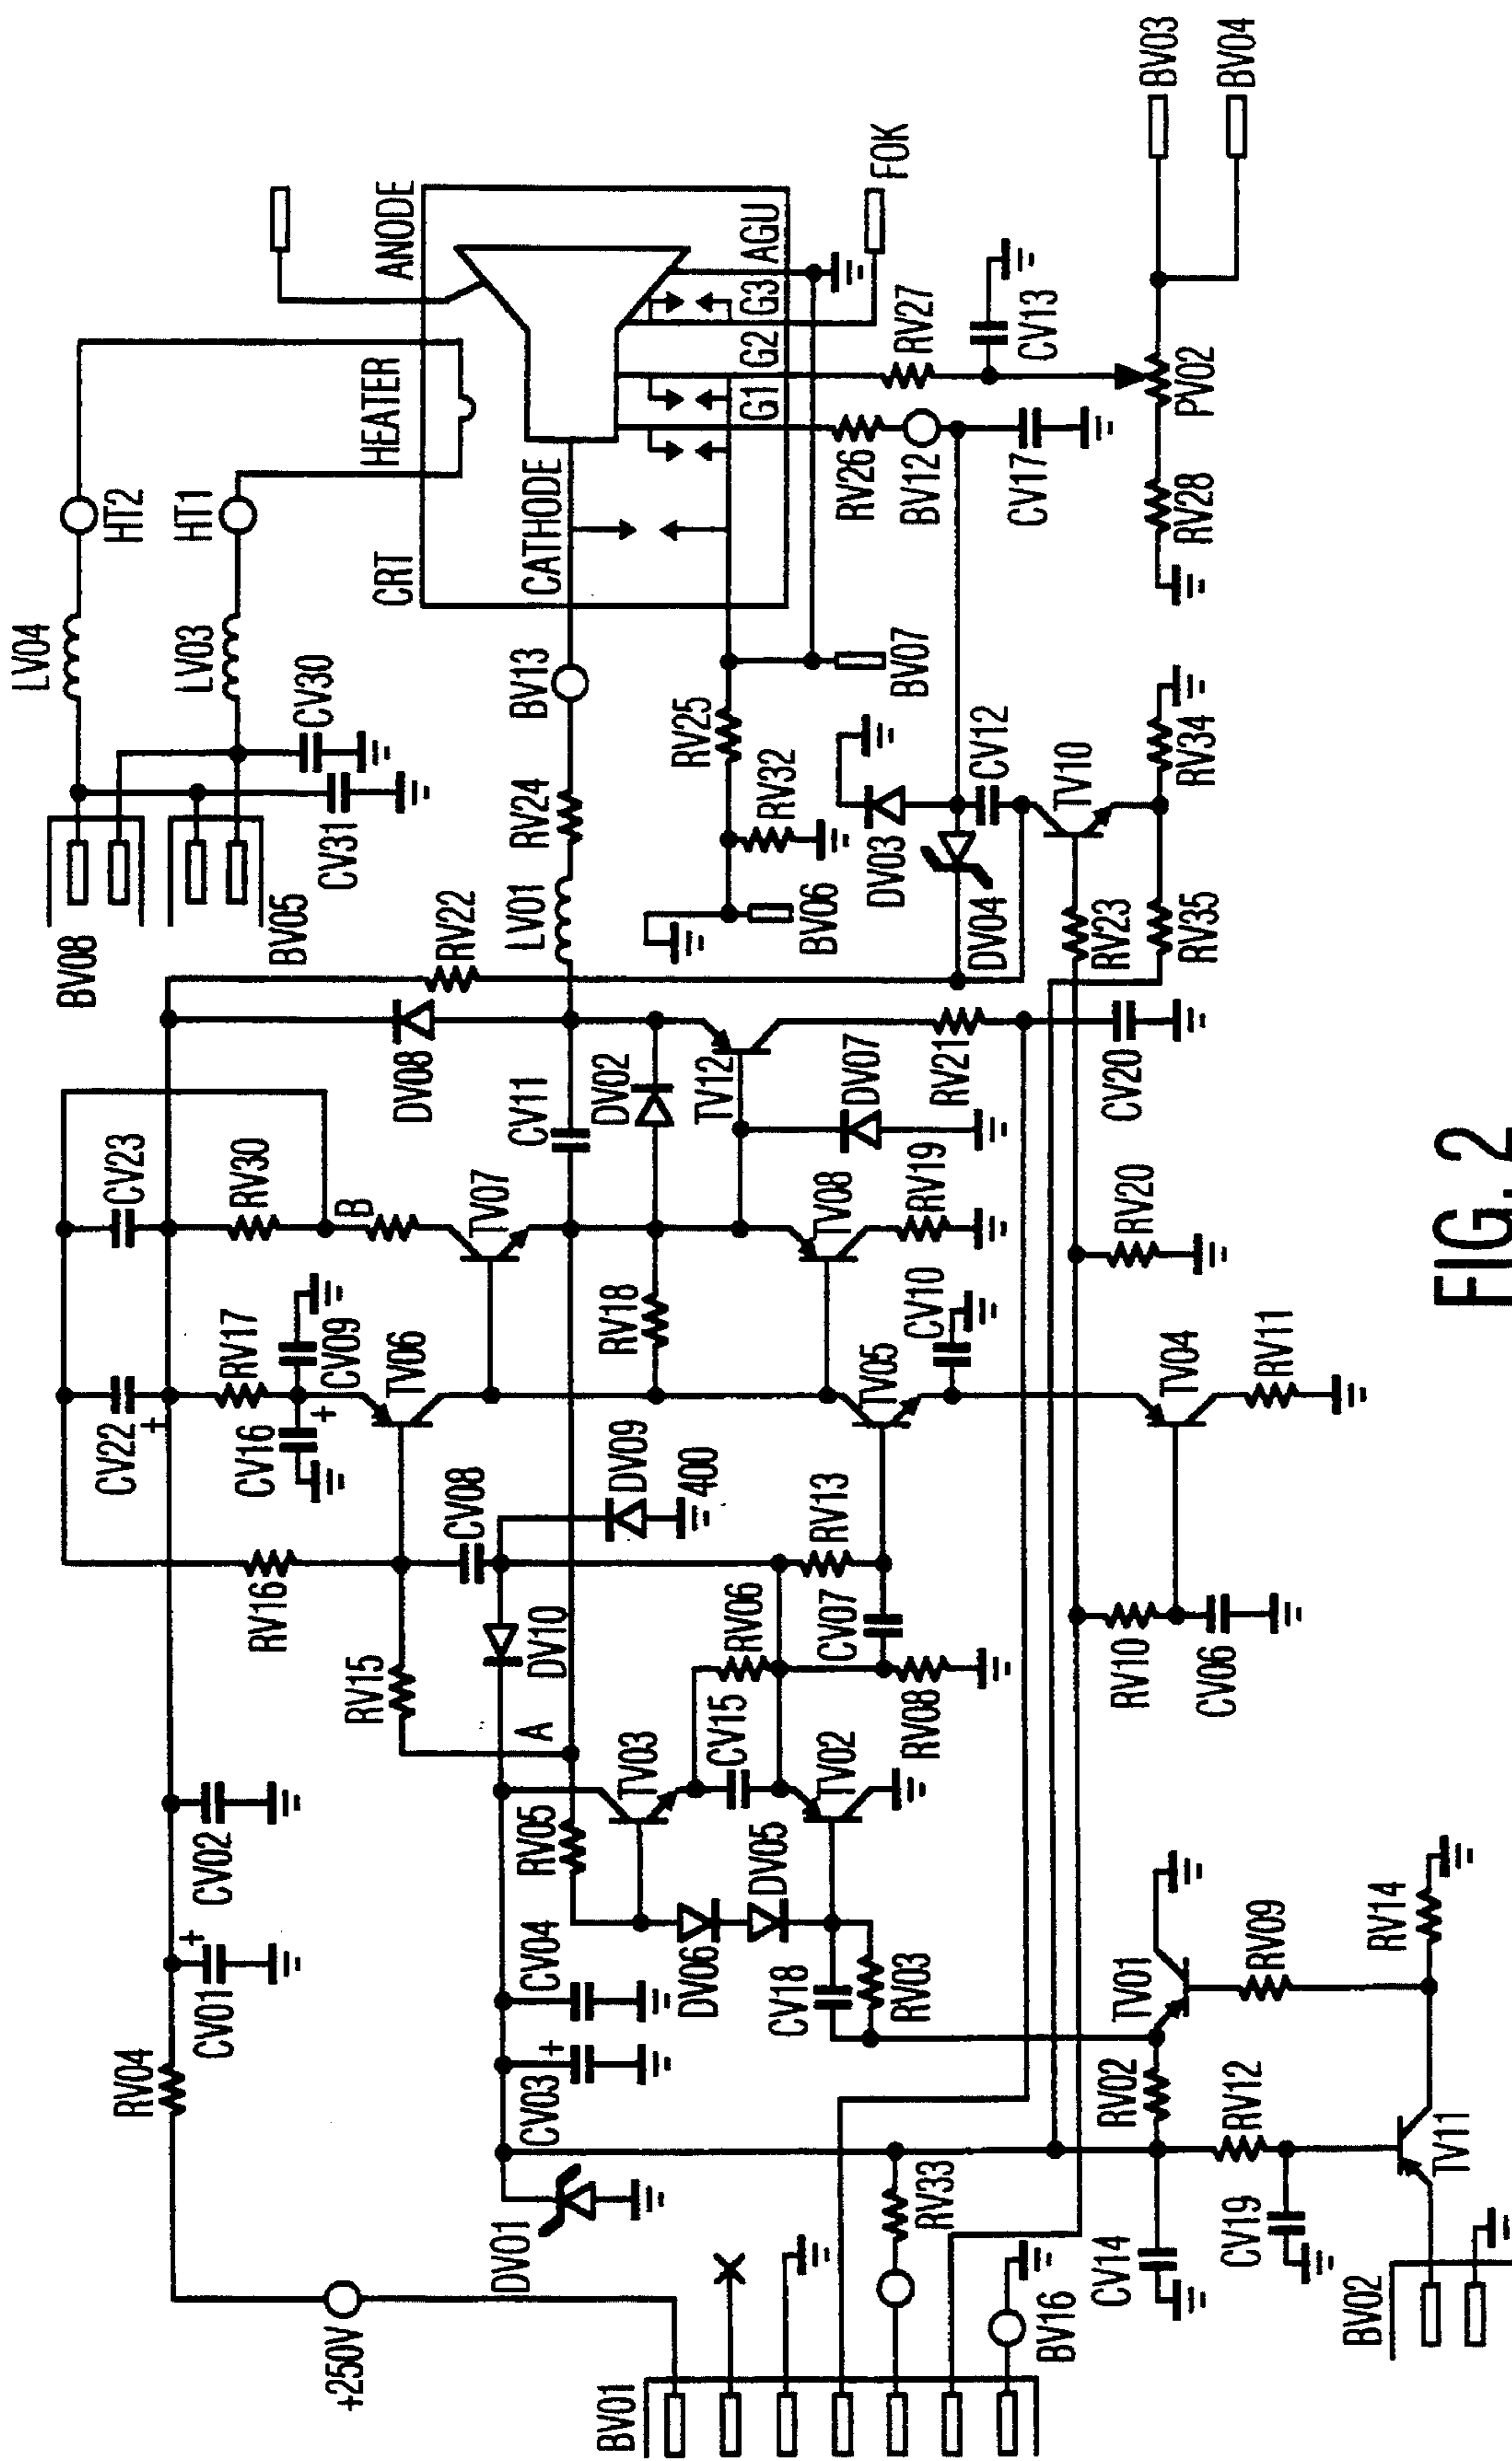 LV04
HT2
BV08
LV03
HT1
BV05
CV30
CV31
HEATER
ANODE
CRT
CATHODE
G1
G2
G3
AGU
FOK
BV13
RV24
LV01
RV22
RV25
RV32
BV06
BV07
RV26
BV12
CV17
RV27
CV13
BV03
BV04
PV02
RV28
DV03
DV04
CV12
TV10
RV34
RV23
RV35
CV23
RV30
B
TV07
DV08
CV11
DV02
TV12
DV07
RV21
CV20
CV22
+
RV17
CV09
CV16
+
TV06
RV18
TV08
RV19
CV10
RV20
TV05
TV04
RV11
RV16
CV08
DV09
400
RV13
RV15
DV10
RV06
CV07
RV10
CV06
A
TV03
CV15
TV02
RV08
RV05
CV02
+
CV01
RV04
CV04
DV06
DV05
CV18
RV03
+
CV03
TV01
RV09
RV14
DV01
RV33
RV02
RV12
TV11
CV14
CV19
+250V
BV01
BV16
BV02
FIG. 2